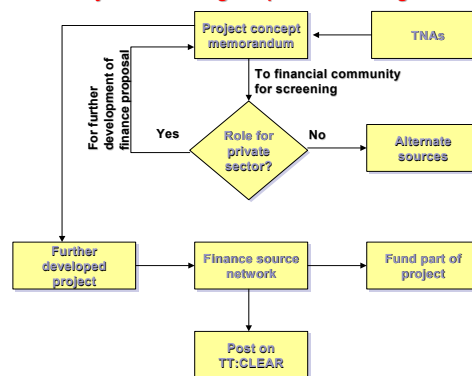 Project concept
memorandum
TNAs
For further
development of
finance proposal
To financial community
for screening
Yes
Role for
private
sector?
No
Alternate
sources
Further
developed
project
Finance source
network
Fund part of
project
Post on
TT:CLEAR